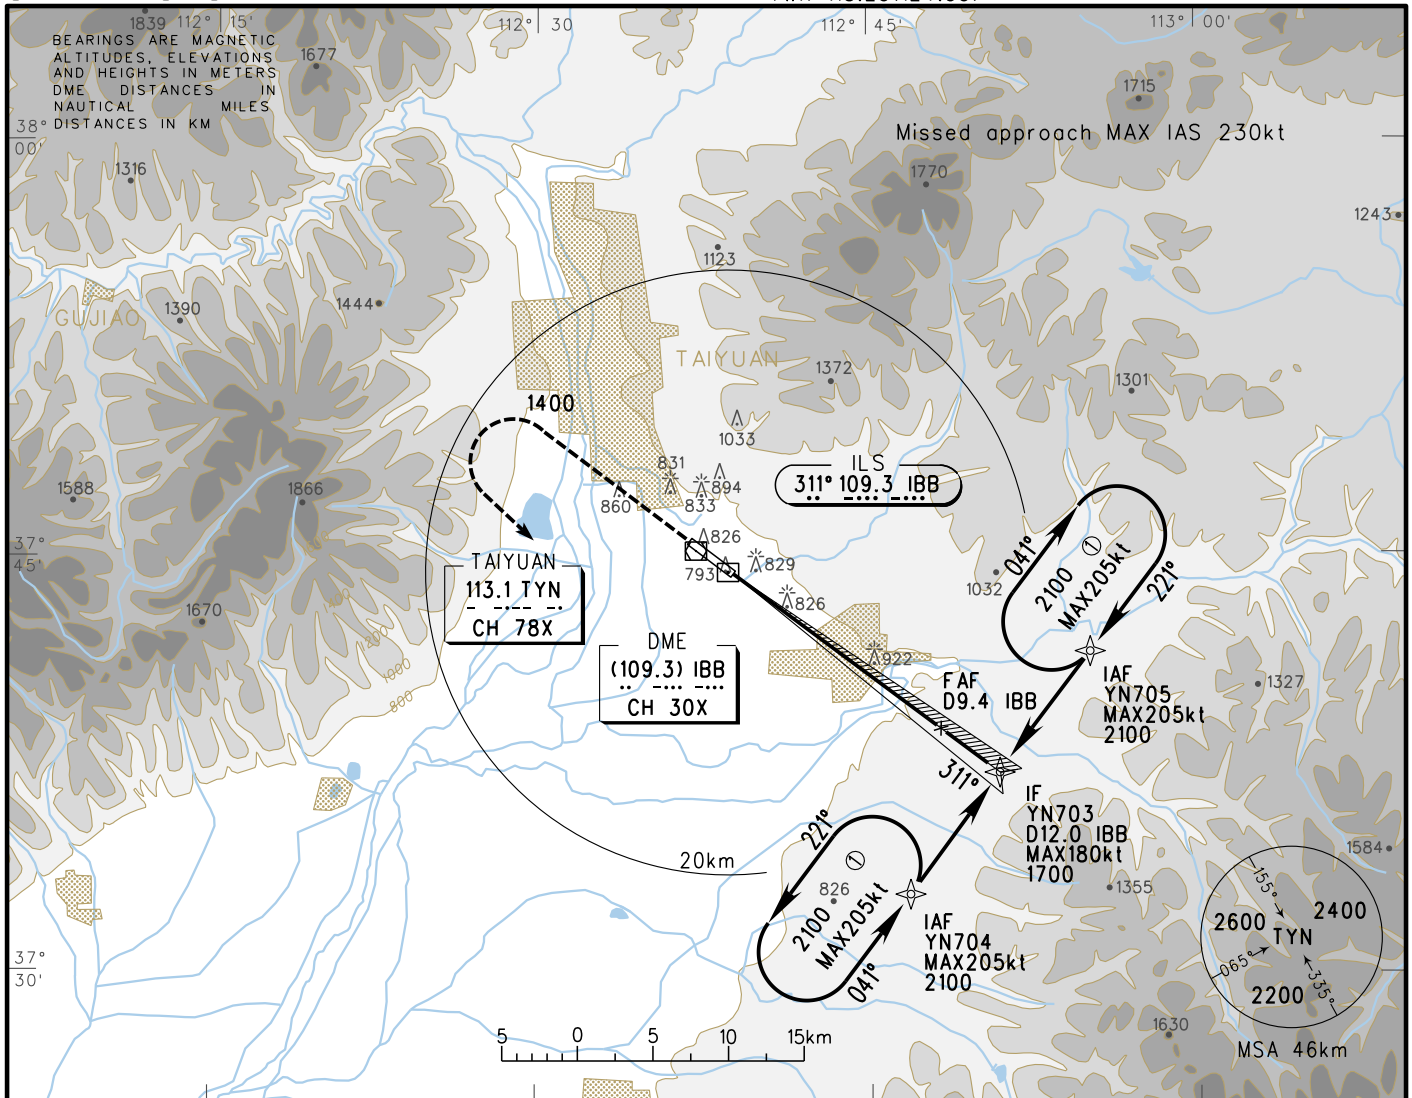 1839
112° 15'
112° 30
112° 45
113° 00'
BEARINGS ARE MAGNETIC
ALTITUDES, ELEVATIONS
AND HEIGHTS IN METERS
DME DISTANCES IN
NAUTICAL MILES
DISTANCES IN KM
1677
1715
38°
00'
Missed approach MAX IAS 230kt
1316
1770
1243
1123
1444
1390
GUJIAO
TAIYUAN
1372
1301
1400
1033
831
894
833
860
ILS
311° 109.3 IBB
1588
1866
826
829
793
826
37°
45'
TAIYUAN
113.1 TYN
CH 78X
1032
041°
2100
MAX205kt
①
221°
1670
1400
1200
1000
800
DME
(109.3) IBB
CH 30X
922
FAF
D9.4 IBB
IAF
YN705
MAX205kt
2100
1327
311°
IF
YN703
D12.0 IBB
MAX180kt
1700
221°
①
20km
826
2100
MAX205kt
041°
IAF
YN704
MAX205kt
2100
1355
1584
155°
2600
2400
TYN
065°
335°
2200
MSA 46km
37°
30'
1630
5 0 5 10 15km